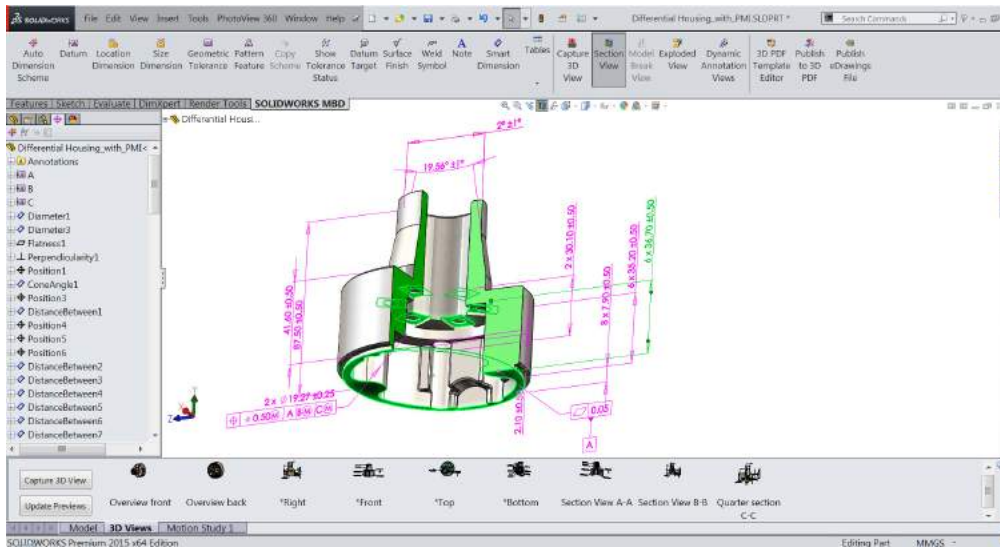 SOLIDWORKS File Edit View Insert Tools PhotoView 360 Window Help Differential Housing_with_PMI.SLDPRT * Search Commands
Auto Dimension Scheme
Datum
Location Dimension
Size Dimension
Geometric Tolerance
Pattern Feature
Copy Scheme
Show Tolerance Status
Datum Target
Surface Finish
Weld Symbol
Note
Smart Dimension
Tables
Capture 3D View
Section View
Model Break View
Exploded View
Dynamic Annotation Views
3D PDF Template Editor
Publish to 3D PDF
Publish eDrawings File
Features Sketch Evaluate DimXpert Render Tools SOLIDWORKS MBD
Differential Housi...
Differential Housing_with_PMI<
Annotations
A
B
C
Diameter1
Diameter3
Flatness1
Perpendicularity1
Position1
ConeAngle1
Position3
DistanceBetween1
Position4
Position5
Position6
DistanceBetween2
DistanceBetween3
DistanceBetween4
DistanceBetween5
DistanceBetween6
DistanceBetween7
2° ±1°
19.56° ±1°
41.60 ±0.50
87.50 ±0.50
2 x 30.10 ±0.50
8 x 7.90 ±0.50
6 x 38.20 ±0.50
6 x 36.70 ±0.50
2 x ∅ 19.27 ±0.25
A
0.05
A
Y
Z
Capture 3D View
Update Previews
Overview front
Overview back
*Right
*Front
*Top
*Bottom
Section View A-A
Section View B-B
Quarter section C-C
Model 3D Views Motion Study 1
SOLIDWORKS Premium 2015 x64 Edition Editing Part MMGS